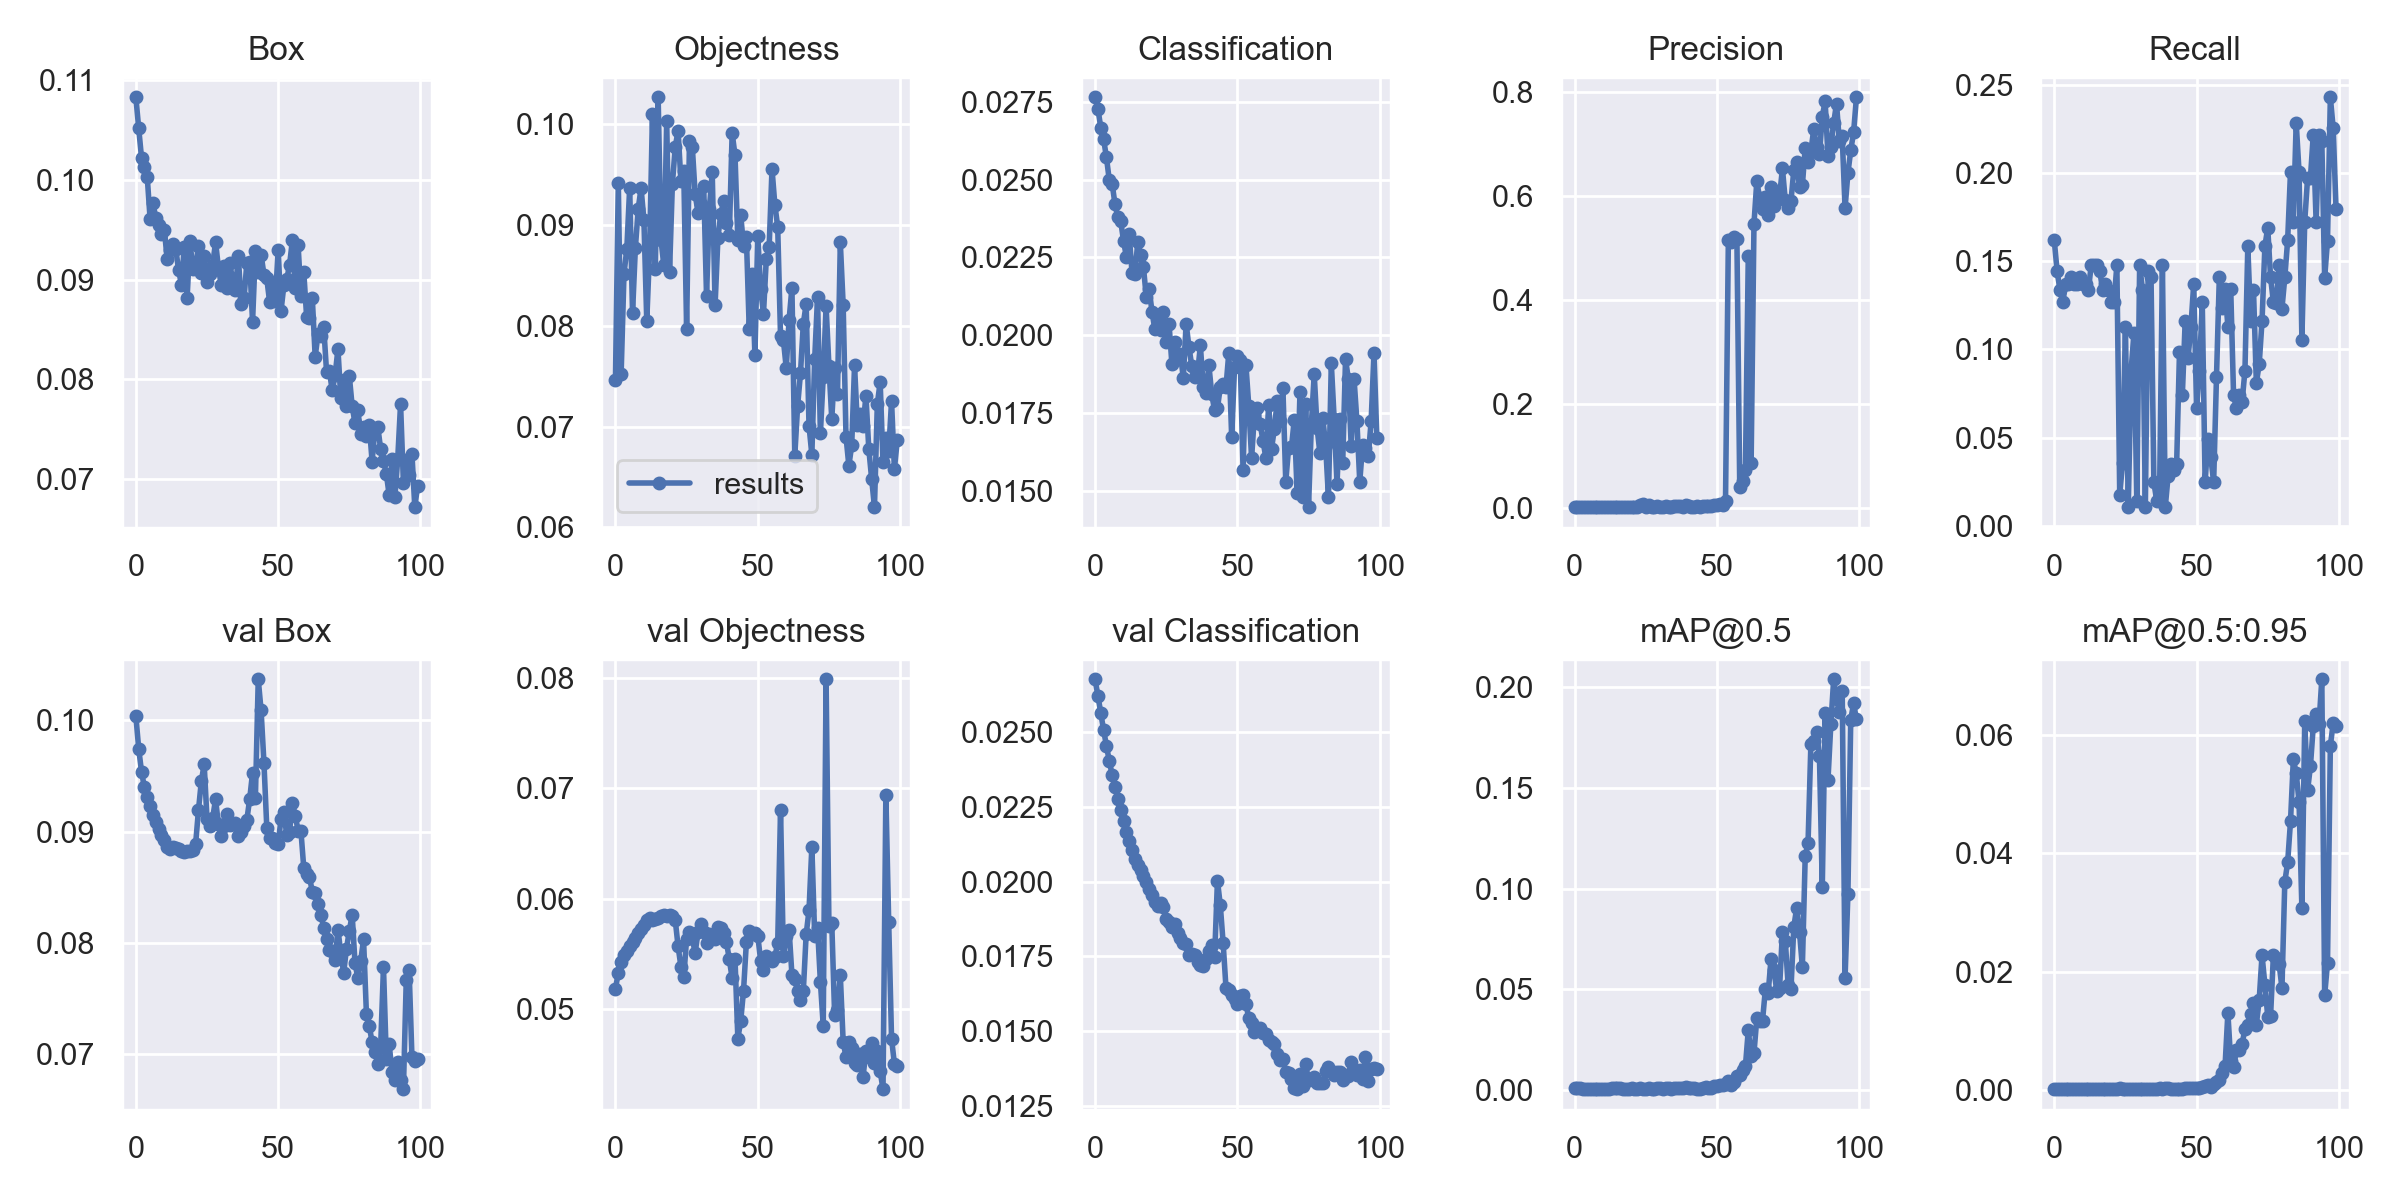 Box
0.11
0.10
0.09
0.08
0.07
0 50 100
Objectness
0.10
0.09
0.08
0.07
0.06
results
0 50 100
Classification
0.0275
0.0250
0.0225
0.0200
0.0175
0.0150
0 50 100
Precision
0.8
0.6
0.4
0.2
0.0
0 50 100
Recall
0.25
0.20
0.15
0.10
0.05
0.00
0 50 100
val Box
0.10
0.09
0.08
0.07
0 50 100
val Objectness
0.08
0.07
0.06
0.05
0 50 100
val Classification
0.0250
0.0225
0.0200
0.0175
0.0150
0.0125
0 50 100
mAP@0.5
0.20
0.15
0.10
0.05
0.00
0 50 100
mAP@0.5:0.95
0.06
0.04
0.02
0.00
0 50 100